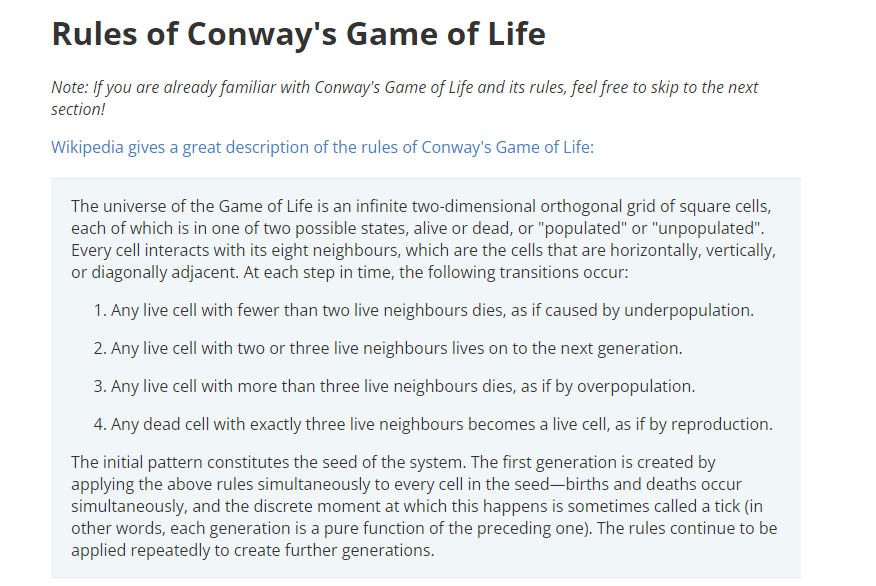 Rules of Conway's Game of Life
Note: If you are already familiar with Conway's Game of Life and its rules, feel free to skip to the next
section!
Wikipedia gives a great description of the rules of Conway's Game of Life:
The universe of the Game of Life is an infinite two-dimensional orthogonal grid of square cells,
each of which is in one of two possible states, alive or dead, or "populated" or "unpopulated".
Every cell interacts with its eight neighbours, which are the cells that are horizontally, vertically,
or diagonally adjacent. At each step in time, the following transitions occur:
1. Any live cell with fewer than two live neighbours dies, as if caused by underpopulation.
2. Any live cell with two or three live neighbours lives on to the next generation.
3. Any live cell with more than three live neighbours dies, as if by overpopulation.
4. Any dead cell with exactly three live neighbours becomes a live cell, as if by reproduction.
The initial pattern constitutes the seed of the system. The first generation is created by
applying the above rules simultaneously to every cell in the seed—births and deaths occur
simultaneously, and the discrete moment at which this happens is sometimes called a tick (in
other words, each generation is a pure function of the preceding one). The rules continue to be
applied repeatedly to create further generations.